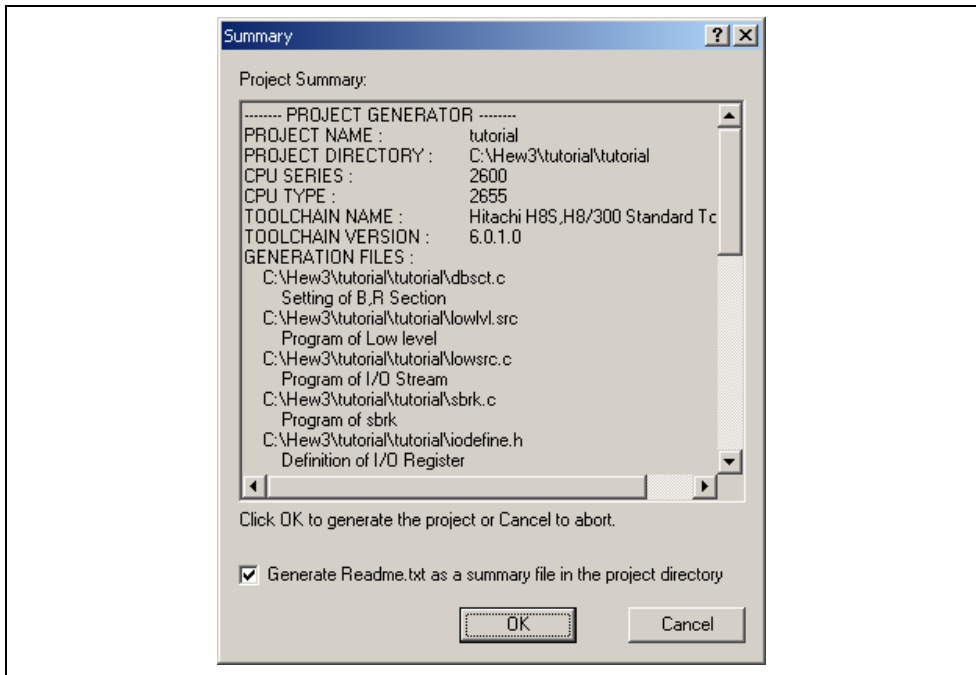 Summary
Project Summary:
-------- PROJECT GENERATOR --------
PROJECT NAME : tutorial
PROJECT DIRECTORY : C:\Hew3\tutorial\tutorial
CPU SERIES : 2600
CPU TYPE : 2655
TOOLCHAIN NAME : Hitachi H8S,H8/300 Standard
TOOLCHAIN VERSION : 6.0.1.0
GENERATION FILES :
C:\Hew3\tutorial\tutorial\dbsct.c
Setting of B,R Section
C:\Hew3\tutorial\tutorial\lowlvl.src
Program of Low level
C:\Hew3\tutorial\tutorial\lowsrc.c
Program of I/O Stream
C:\Hew3\tutorial\tutorial\sbrk.c
Program of sbrk
C:\Hew3\tutorial\tutorial\iodefine.h
Definition of I/O Register
Click OK to generate the project or Cancel to abort.
Generate Readme.txt as a summary file in the project directory
OK
Cancel